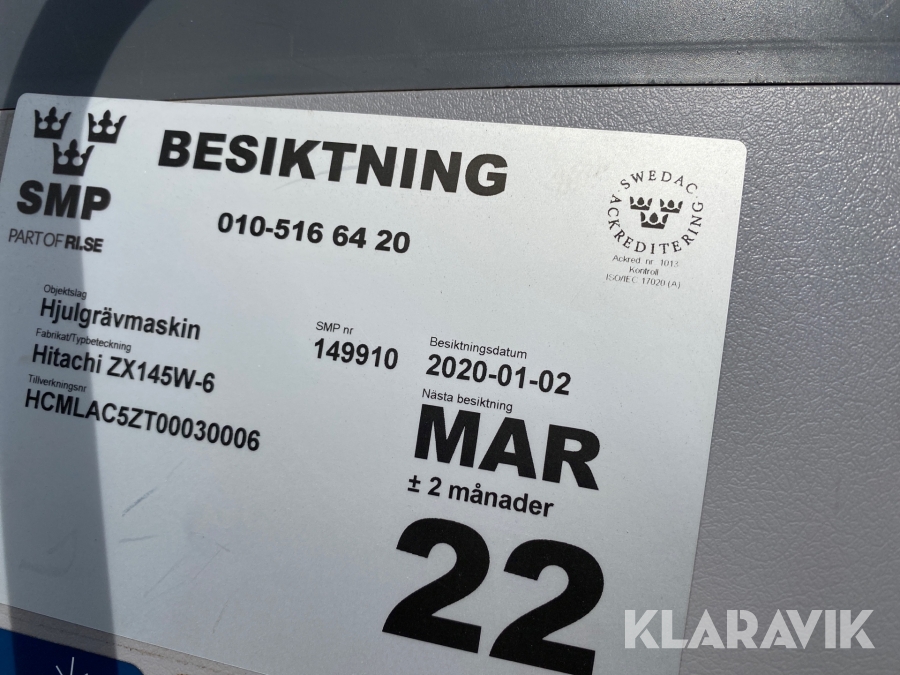 BESIKTNING
SMP
PART OF RI.SE
010-516 64 20
SWEDAC ACKREDITERING
Ackred. nr. 1013
Kontroll
ISO/IEC 17020 (A)
Objektslag
Hjulgrävmaskin
Fabrikat/Typbeteckning
Hitachi ZX145W-6
Tillverkningsnr
HCMLAC5ZT00030006
SMP nr
149910
Besiktningsdatum
2020-01-02
Nästa besiktning
MAR
± 2 månader
22
KLARAVIK